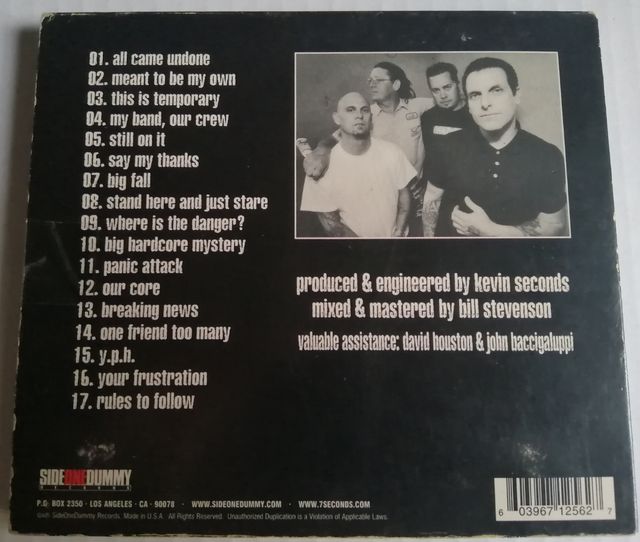 01. all came undone
02. meant to be my own
03. this is temporary
04. my band, our crew
05. still on it
06. say my thanks
07. big fall
08. stand here and just stare
09. where is the danger?
10. big hardcore mystery
11. panic attack
12. our core
13. breaking news
14. one friend too many
15. y.p.h.
16. your frustration
17. rules to follow
produced & engineered by kevin seconds
mixed & mastered by bill stevenson
valuable assistance: david houston & john baccigaluppi
SIDEONEDUMMY
RECORDS
P.O. BOX 2350 · LOS ANGELES · CA · 90078 · WWW.SIDEONEDUMMY.COM · WWW.7SECONDS.COM
SideOneDummy Records. Made in U.S.A. All Rights Reserved. Unauthorized Duplication is a Violation of Applicable Laws.
6 03967 12562 7